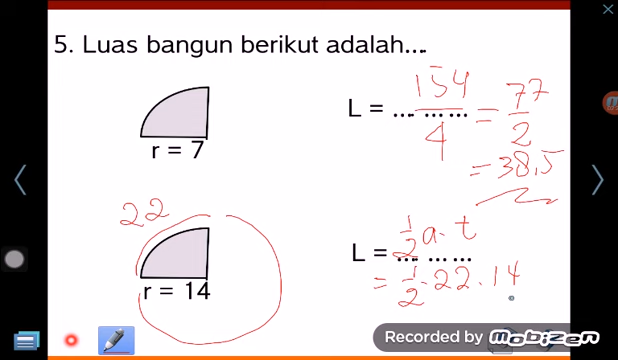 5. Luas bangun berikut adalah....
L = ... ... ... 154/4 = 77/2
r = 7
= 38,5
22
1/2 a. t
L = ... ... ...
r = 14
= 1/2 . 22 . 14
Recorded by mobizen